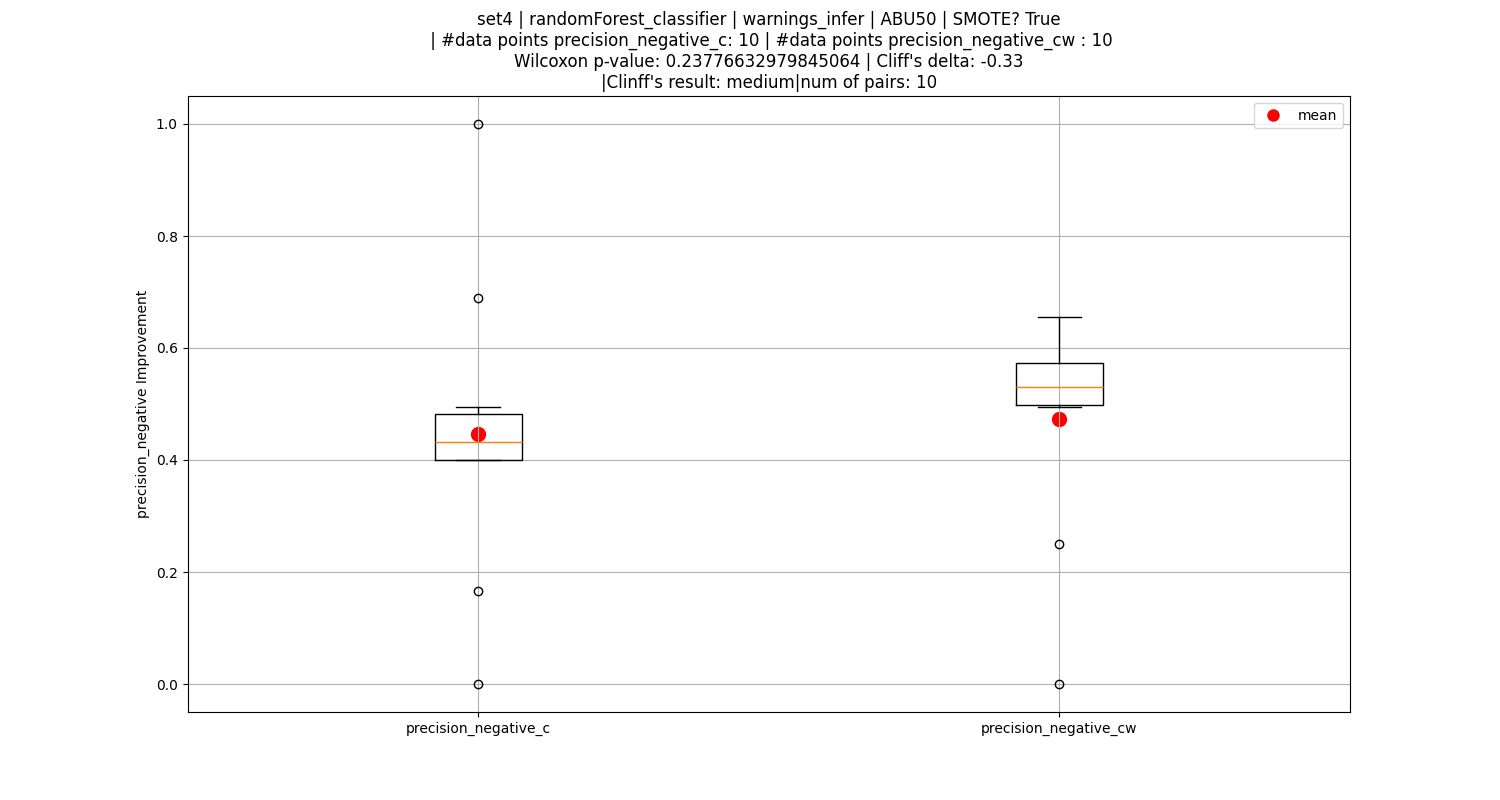 set4 | randomForest_classifier | warnings_infer | ABU50 | SMOTE? True
| #data points precision_negative_c: 10 | #data points precision_negative_cw : 10
Wilcoxon p-value: 0.23776632979845064 | Cliff's delta: -0.33
|Clinff's result: medium|num of pairs: 10
mean
1.0
0.8
0.6
0.4
0.2
0.0
precision_negative Improvement
precision_negative_c
precision_negative_cw